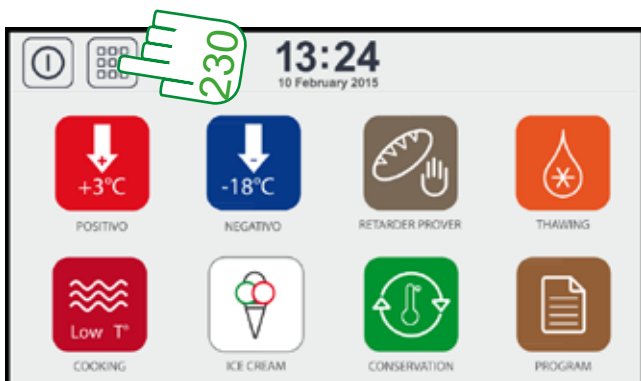 230
13:24
10 February 2015
+
+3°C
-
-18°C
POSITIVO
NEGATIVO
RETARDER PROVER
THAWING
Low T°
COOKING
ICE CREAM
CONSERVATION
PROGRAM